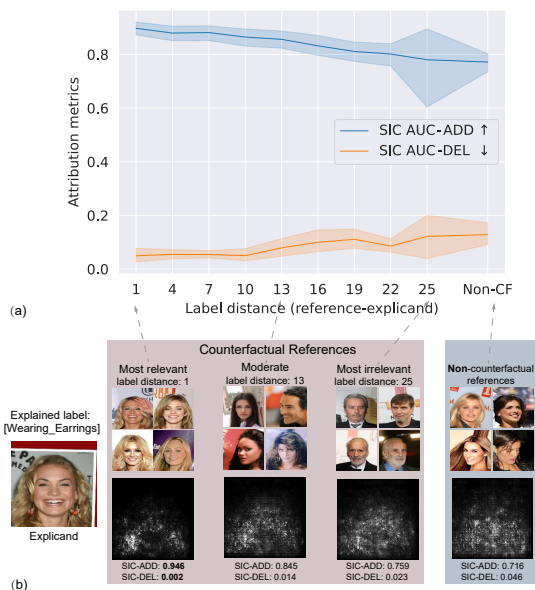 0.8
0.6
0.4
0.2
0.0
Attribution metrics
SIC AUC-ADD ↑
SIC AUC-DEL ↓
1 4 7 10 13 16 19 22 25 Non-CF
Label distance (reference-explicand)
(a)
Counterfactual References
Most relevant
label distance: 1
Moderate
label distance: 13
Most irrelevant
label distance: 25
Non-counterfactual
references
Explained label:
[Wearing_Earrings]
Explicand
SIC-ADD: 0.946
SIC-DEL: 0.002
SIC-ADD: 0.845
SIC-DEL: 0.014
SIC-ADD: 0.759
SIC-DEL: 0.023
SIC-ADD: 0.716
SIC-DEL: 0.046
(b)